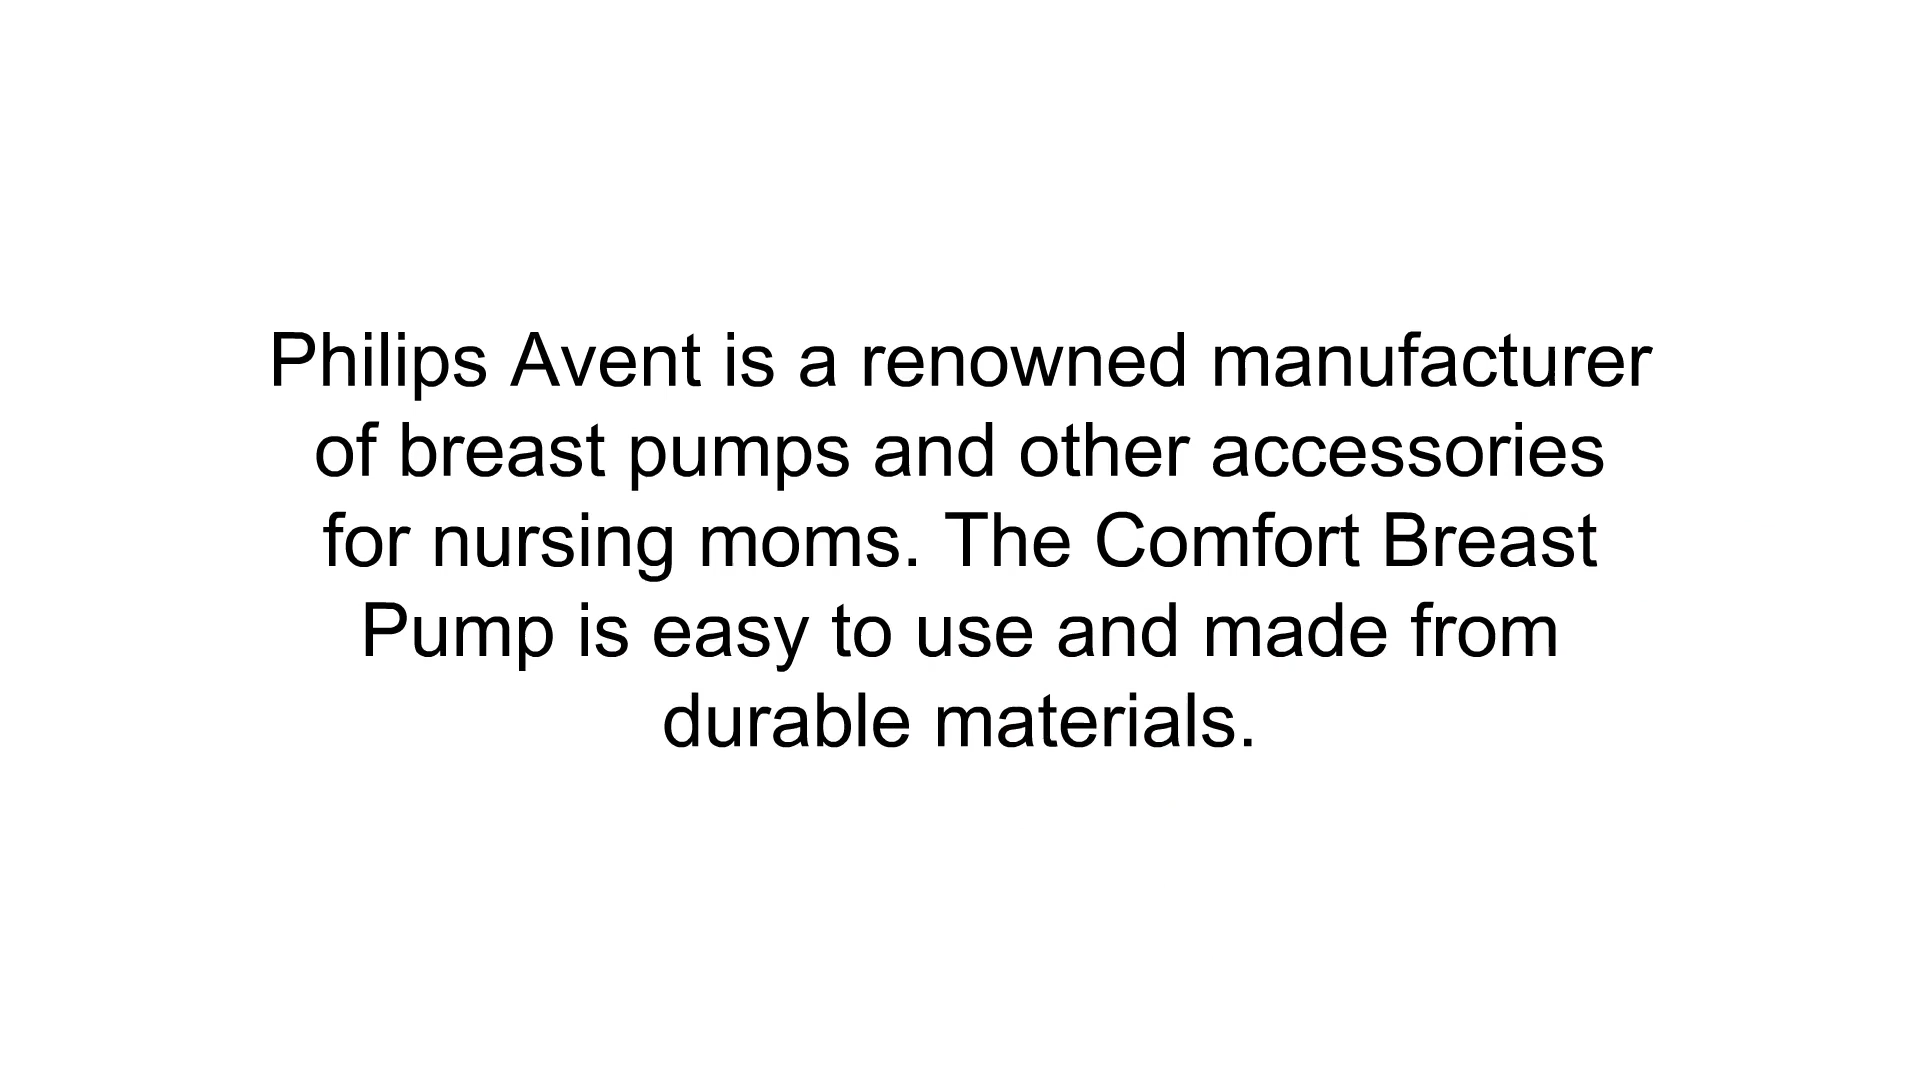 Philips Avent is a renowned manufacturer
of breast pumps and other accessories
for nursing moms. The Comfort Breast
Pump is easy to use and made from
durable materials.